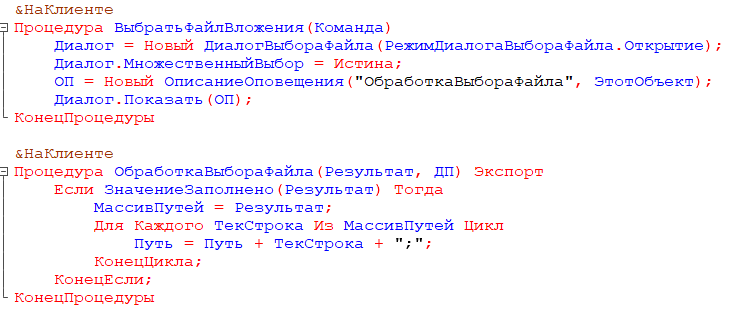 &НаКлиенте
Процедура ВыбратьФайлВложения(Команда)
Диалог = Новый ДиалогВыбораФайла(РежимДиалогаВыбораФайла.Открытие);
Диалог.МножественныйВыбор = Истина;
ОП = Новый ОписаниеОповещения("ОбработкаВыбораФайла", ЭтотОбъект);
Диалог.Показать(ОП);
КонецПроцедуры
&НаКлиенте
Процедура ОбработкаВыбораФайла(Результат, ДП) Экспорт
Если ЗначениеЗаполнено(Результат) Тогда
МассивПутей = Результат;
Для Каждого ТекСтрока Из МассивПутей Цикл
Путь = Путь + ТекСтрока + ";";
КонецЦикла;
КонецЕсли;
КонецПроцедуры